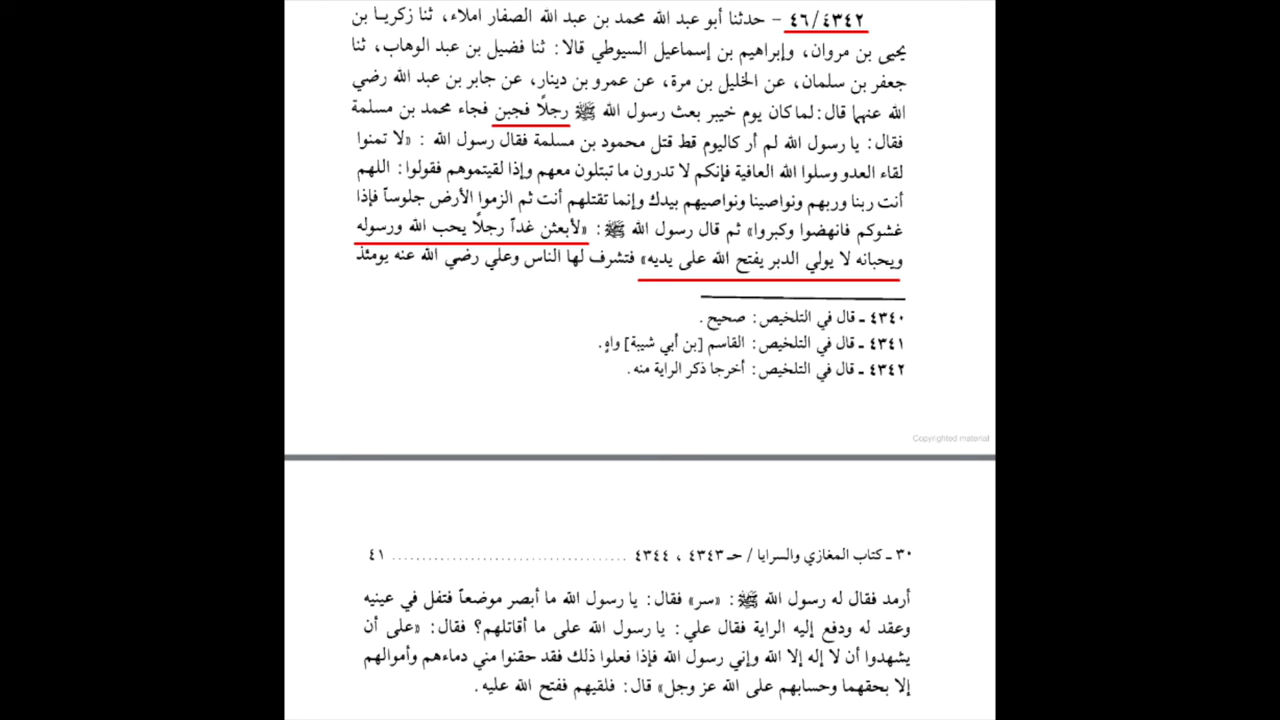 ٤٦/٤٣٤٢ - حدثنا أبو عبد الله محمد بن عبد الله الصفار املاء، ثنا زكريا بن
يحيى بن مروان، وإبراهيم بن إسماعيل السيوطي قالا: ثنا فضيل بن عبد الوهاب، ثنا
جعفر بن سلمان، عن الخليل بن مرة، عن عمرو بن دينار، عن جابر بن عبد الله رضي
الله عنهما قال: لما كان يوم خيبر بعث رسول الله ﷺ رجلًا فجبن فجاء محمد بن مسلمة
فقال: يا رسول الله لم أر كاليوم قط قتل محمود بن مسلمة فقال رسول الله : «لا تمنوا
لقاء العدو وسلوا الله العافية فإنكم لا تدرون ما تبتلون معهم وإذا لقيتموهم فقولوا: اللهم
أنت ربنا وربهم ونواصينا ونواصيهم بيدك وإنما تقتلهم أنت ثم الزموا الأرض جلوساً فإذا
غشوكم فانهضوا وكبروا» ثم قال رسول الله ﷺ: «لأبعثن غداً رجلًا يحب الله ورسوله
ويحبانه لا يولي الدبر يفتح الله على يديه» فتشرف لها الناس وعلي رضي الله عنه يومئذ
٤٣٤٠ ـ قال في التلخيص: صحيح.
٤٣٤١ ـ قال في التلخيص: القاسم [بن أبي شيبة] واهٍ.
٤٣٤٢ ـ قال في التلخيص: أخرجا ذكر الراية منه.
Copyrighted material
٣٠ ـ كتاب المغازي والسرايا / حـ ٤٣٤٣ ، ٤٣٤٤ .................................... ٤١
أرمد فقال له رسول الله ﷺ: «سر» فقال: يا رسول الله ما أبصر موضعاً فتفل في عينيه
وعقد له ودفع إليه الراية فقال علي: يا رسول الله على ما أقاتلهم؟ فقال: «على أن
يشهدوا أن لا إله إلا الله وإني رسول الله فإذا فعلوا ذلك فقد حقنوا مني دماءهم وأموالهم
إلا بحقهما وحسابهم على الله عز وجل» قال: فلقيهم ففتح الله عليه.